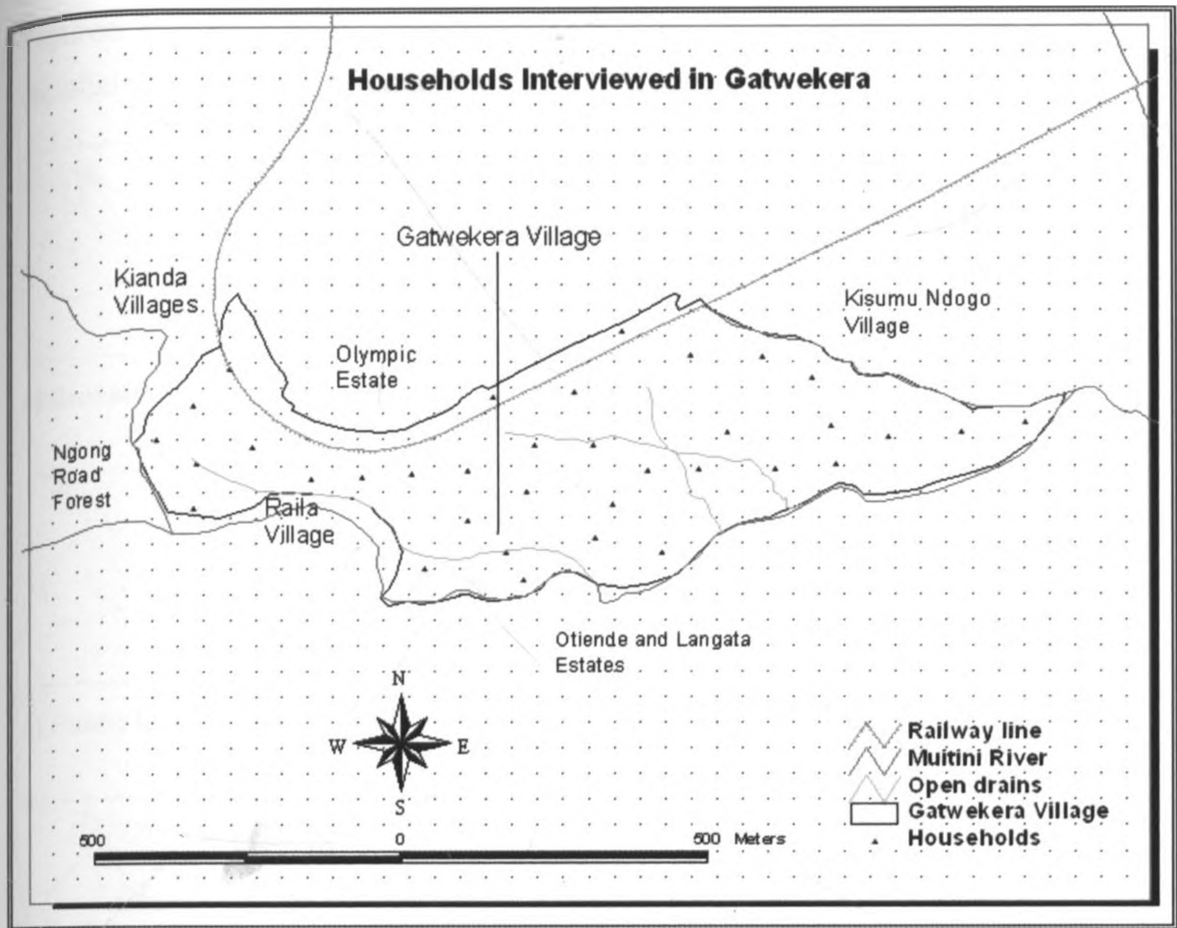 Households Interviewed in Gatwekera
Gatwekera Village
Kianda
Villages
Kisumu Ndogo
Village
Olympic
Estate
Ngong
Road
Forest
Raila
Village
Otiende and Langata
Estates
N
W
E
S
Railway line
Muitini River
Open drains
Gatwekera Village
Households
500
0
500
Meters